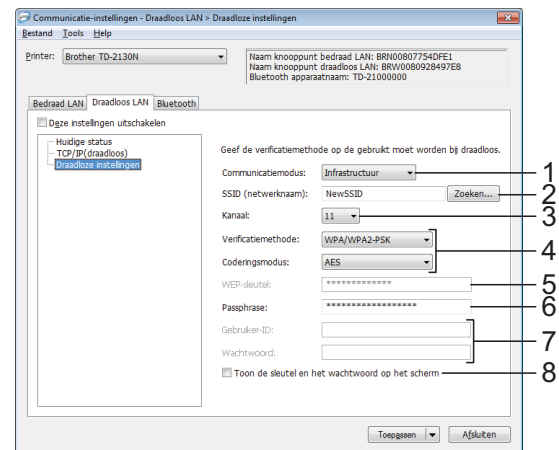 Communicatie-instellingen - Draadloos LAN > Draadloze instellingen
Bestand Tools Help
Printer: Brother TD-2130N
Naam knooppunt bedraad LAN: BRN00807754DFE1
Naam knooppunt draadloos LAN: BRW0080928497E8
Bluetooth apparaatnaam: TD-21000000
Bedraad LAN Draadloos LAN Bluetooth
Deze instellingen uitschakelen
Huidige status
TCP/IP(draadloos)
Draadloze instellingen
Geef de verificatiemethode op de gebruikt moet worden bij draadloos.
Communicatiemodus: Infrastructuur 1
SSID (netwerknaam): NewSSID Zoeken... 2
Kanaal: 11 3
Verificatiemethode: WPA/WPA2-PSK
4
Coderingsmodus: AES
WEP-sleutel: ************* 5
Passphrase: ****************** 6
Gebruiker-ID:
7
Wachtwoord:
Toon de sleutel en het wachtwoord op het scherm 8
Toepassen Afsluiten